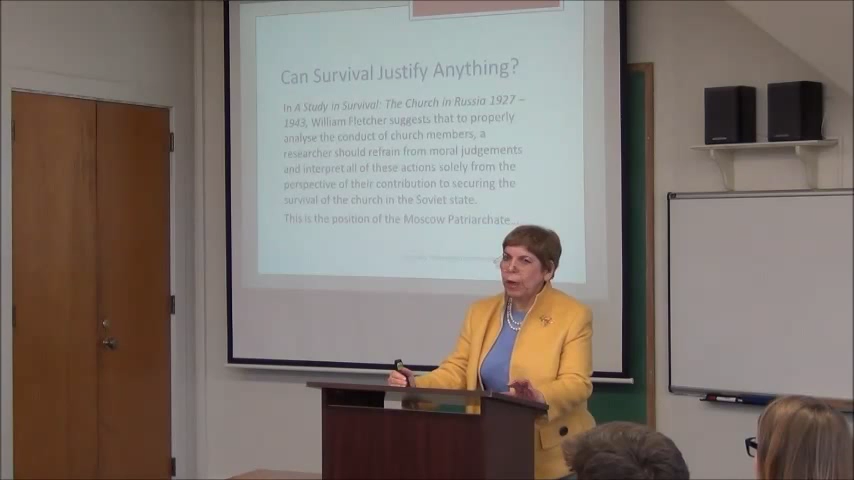 Can Survival Justify Anything?
In A Study in Survival: The Church in Russia 1927 –
1943, William Fletcher suggests that to properly
analyse the conduct of church members, a
researcher should refrain from moral judgements
and interpret all of these actions solely from the
perspective of their contribution to securing the
survival of the church in the Soviet state.
This is the position of the Moscow Patriarchate...